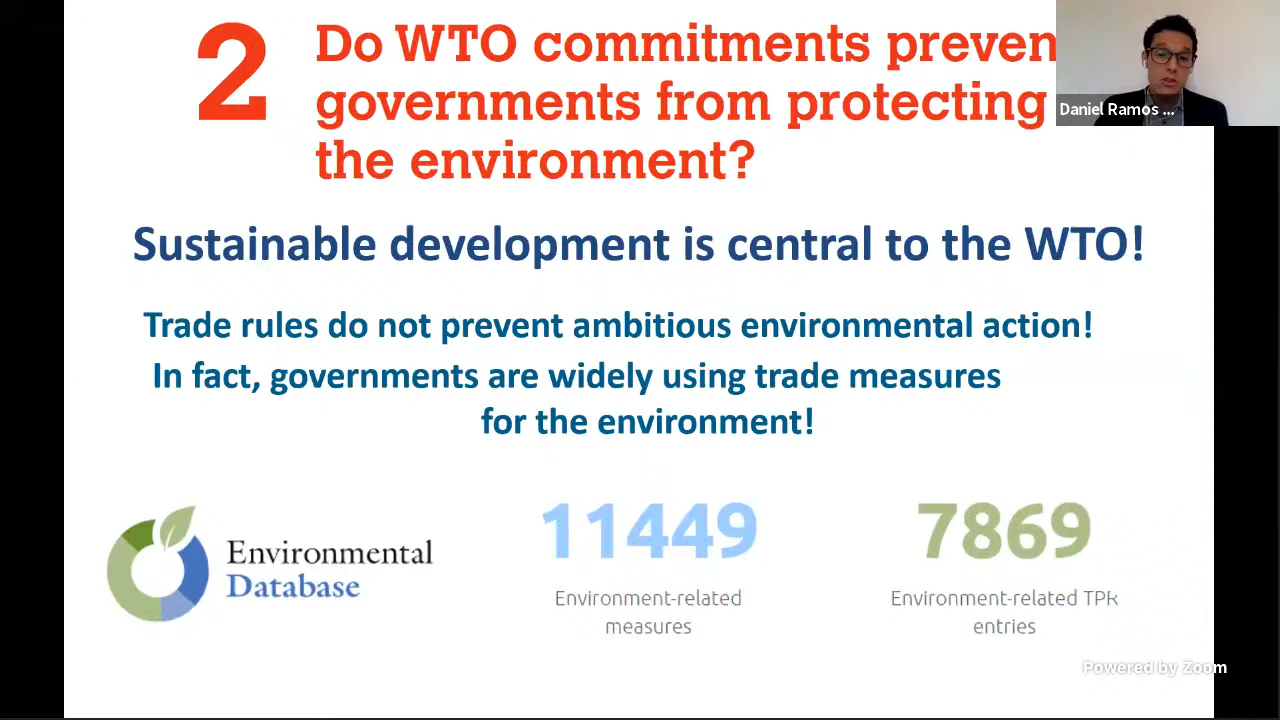 2
Do WTO commitments preven
governments from protecting
the environment?
Daniel Ramos ...
Sustainable development is central to the WTO!
Trade rules do not prevent ambitious environmental action!
In fact, governments are widely using trade measures
for the environment!
Environmental
Database
11449
Environment-related
measures
7869
Environment-related TPR
entries
Powered by Zoom